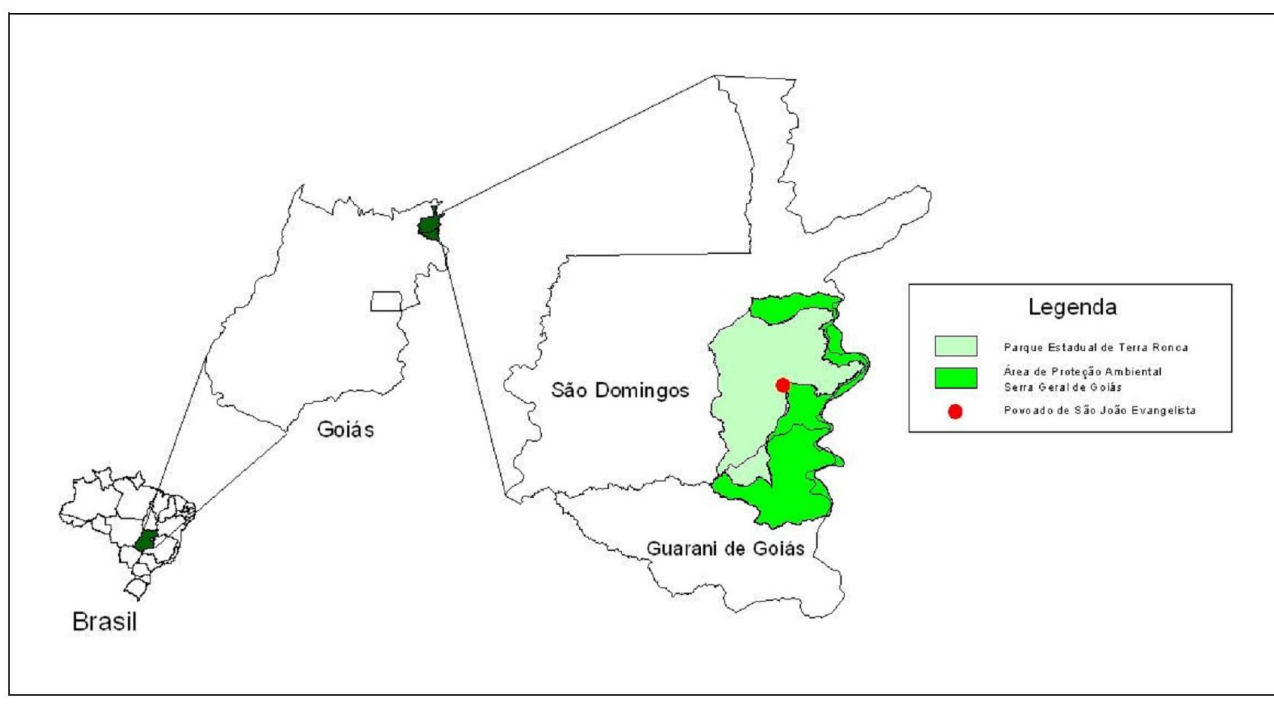 Legenda
Parque Estadual de Terra Ronca
Área de Proteção Ambiental
Serra Geral de Goiás
Povoado de São João Evangelista
São Domingos
Goiás
Guarani de Goiás
Brasil